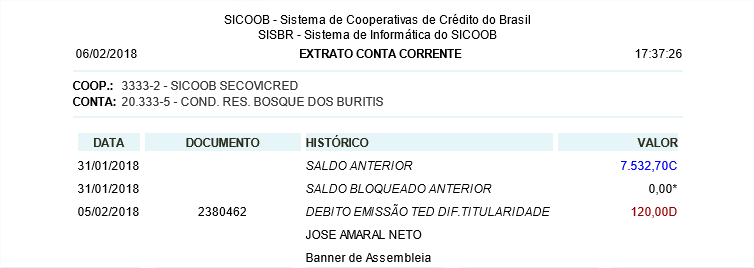 SICOOB - Sistema de Cooperativas de Crédito do Brasil
SISBR - Sistema de Informática do SICOOB
06/02/2018 EXTRATO CONTA CORRENTE 17:37:26
COOP.: 3333-2 - SICOOB SECOVICRED
CONTA: 20.333-5 - COND. RES. BOSQUE DOS BURITIS
DATA DOCUMENTO HISTÓRICO VALOR
31/01/2018 SALDO ANTERIOR 7.532,70C
31/01/2018 SALDO BLOQUEADO ANTERIOR 0,00*
05/02/2018 2380462 DEBITO EMISSÃO TED DIF.TITULARIDADE 120,00D
JOSE AMARAL NETO
Banner de Assembleia